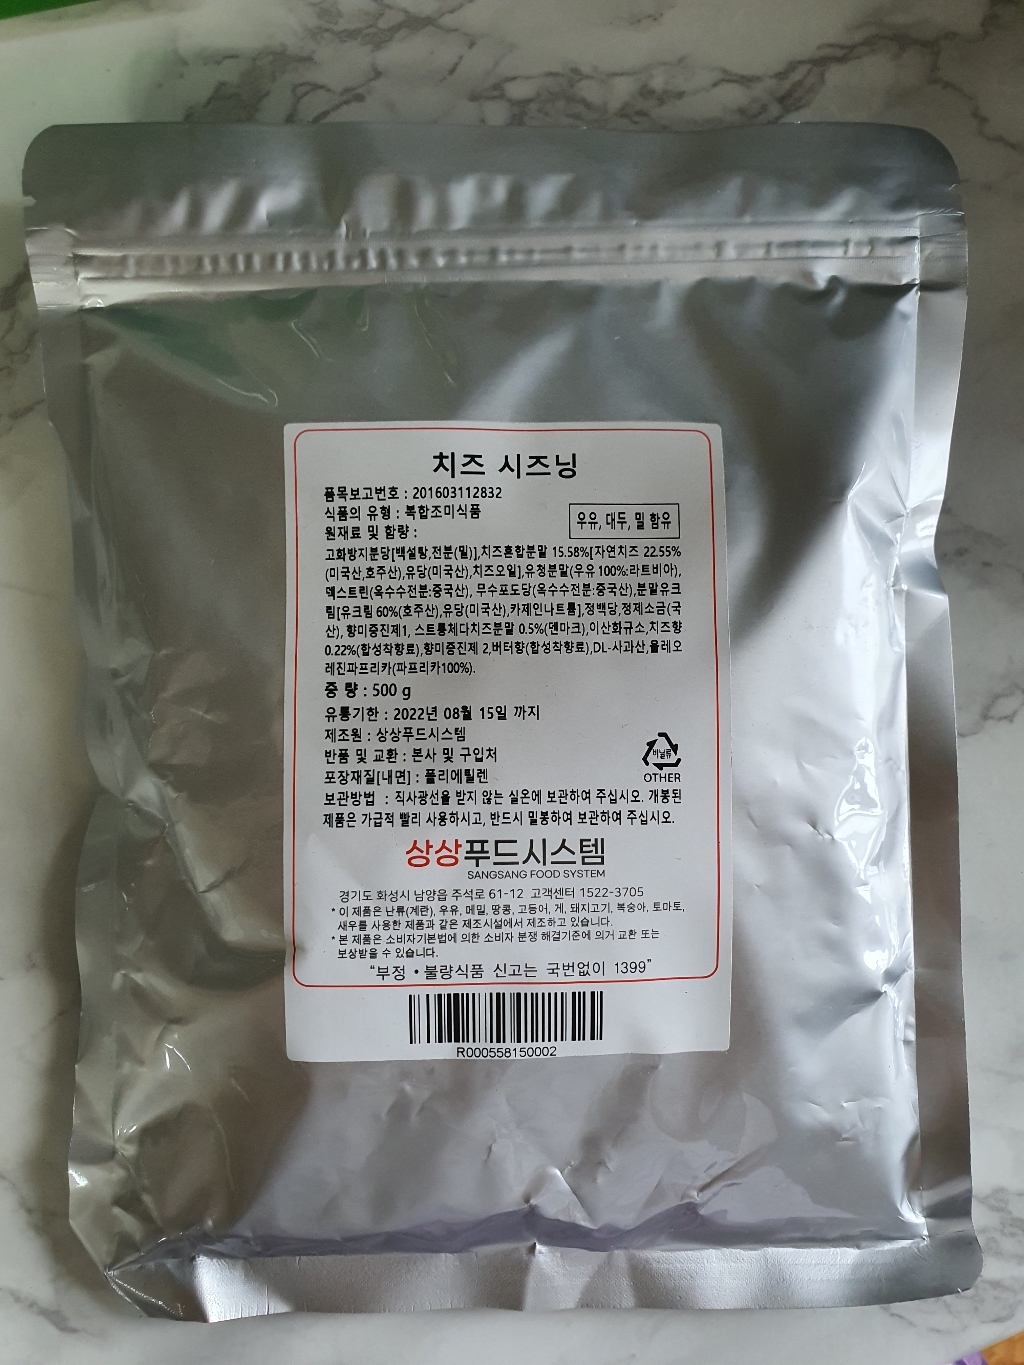 치즈 시즈닝
품목보고번호 : 201603112832
식품의 유형 : 복합조미식품
원재료 및 함량 :
우유, 대두, 밀 함유
고화방지분당[백설탕,전분(밀)],치즈혼합분말 15.58%[자연치즈 22.55%
(미국산,호주산),유당(미국산),치즈오일],유청분말(우유 100%:라트비아),
덱스트린(옥수수전분:중국산), 무수포도당(옥수수전분:중국산),분말유크
림[유크림 60%(호주산),유당(미국산),카제인나트륨],정백당,정제소금(국
산), 향미증진제1, 스트롱체다치즈분말 0.5%(덴마크),이산화규소,치즈향
0.22%(합성착향료),향미증진제 2,버터향(합성착향료),DL-사과산,올레오
레진파프리카(파프리카100%).
중 량 : 500 g
유통기한 : 2022년 08월 15일 까지
제조원 : 상상푸드시스템
반품 및 교환 : 본사 및 구입처
포장재질[내면] : 폴리에틸렌
비닐류
OTHER
보관방법 : 직사광선을 받지 않는 실온에 보관하여 주십시오. 개봉된
제품은 가급적 빨리 사용하시고, 반드시 밀봉하여 보관하여 주십시오.
상상푸드시스템
SANGSANG FOOD SYSTEM
경기도 화성시 남양읍 주석로 61-12 고객센터 1522-3705
* 이 제품은 난류(계란), 우유, 메밀, 땅콩, 고등어, 게, 돼지고기, 복숭아, 토마토,
새우를 사용한 제품과 같은 제조시설에서 제조하고 있습니다.
* 본 제품은 소비자기본법에 의한 소비자 분쟁 해결기준에 의거 교환 또는
보상받을 수 있습니다.
“부정 • 불량식품 신고는 국번없이 1399”
R000558150002